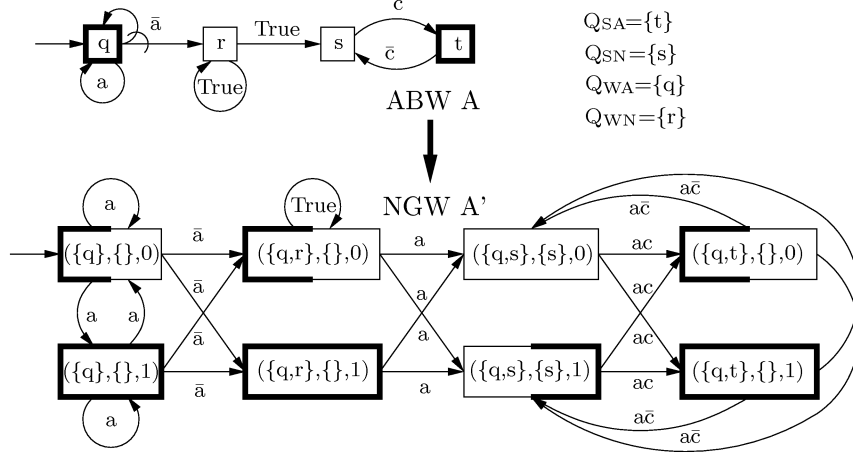 c
ā
True
q
r
s
t
c̄
a
True
Q_SA={t}
Q_SN={s}
Q_WA={q}
Q_WN={r}
ABW A
NGW A'
a
True
ac̄
ac̄
ā
a
ac
({q},{},0)
({q,r},{},0)
({q,s},{s},0)
({q,t},{},0)
ā
a
ac
a
a
ā
a
ac
({q},{},1)
({q,r},{},1)
({q,s},{s},1)
({q,t},{},1)
ā
a
ac
a
ac̄
ac̄